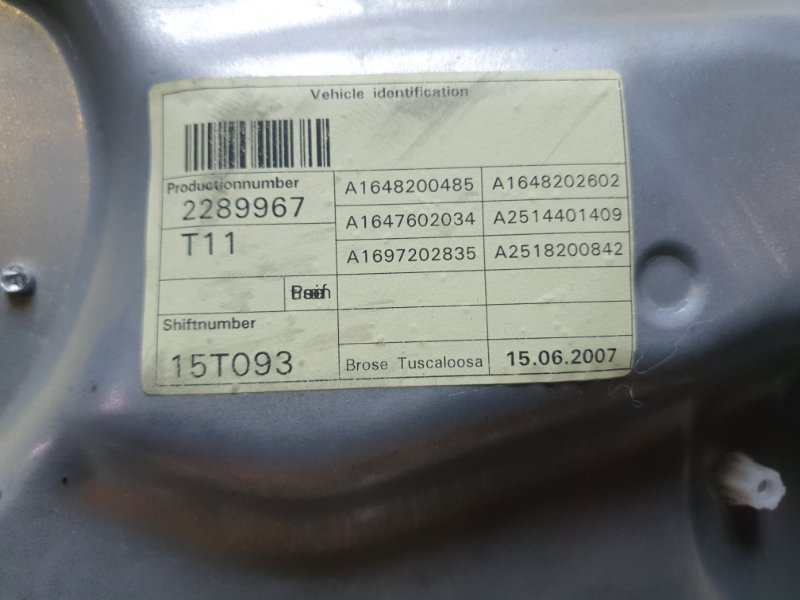 Vehicle identification
Productionnumber
2289967
T11
Shiftnumber
15T093
A1648200485 A1648202602
A1647602034 A2514401409
A1697202835 A2518200842
Brose Tuscaloosa 15.06.2007